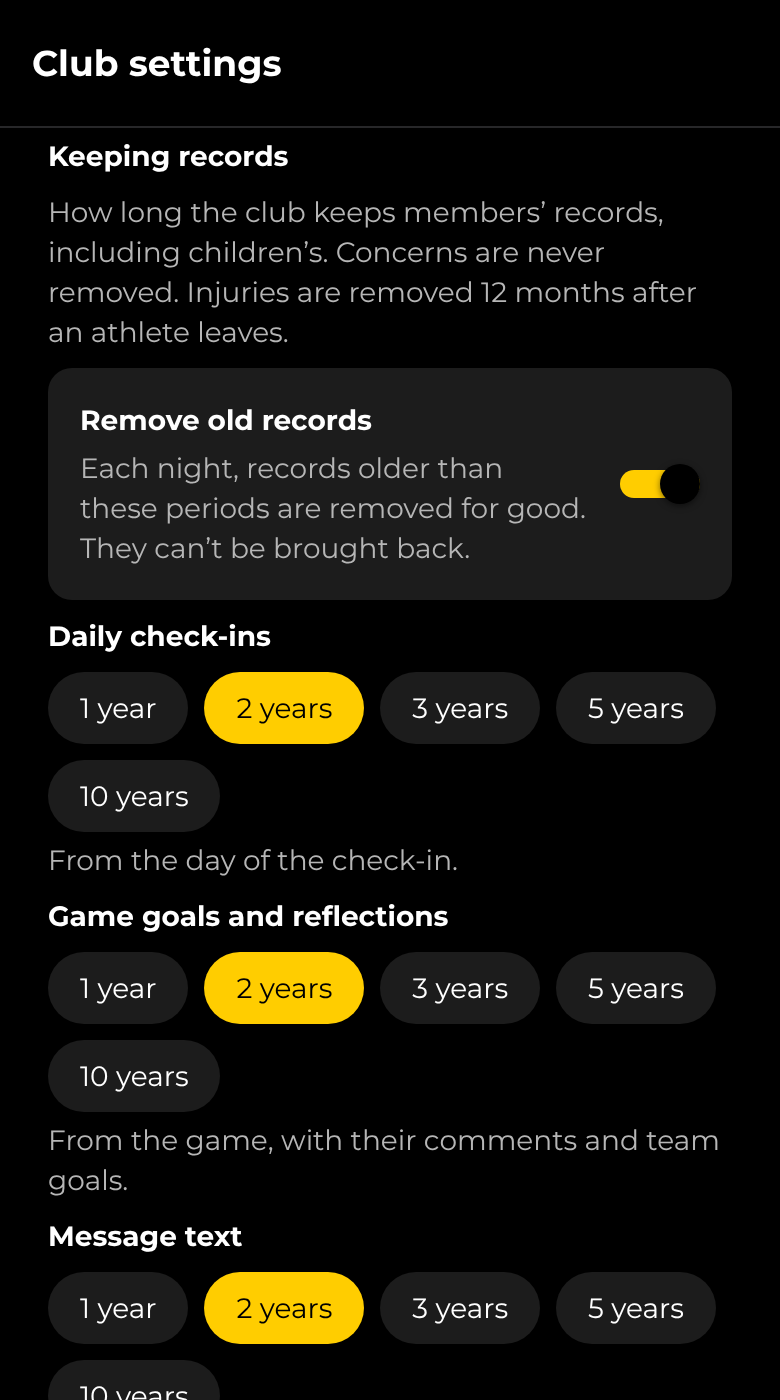 Club settings
Keeping records
How long the club keeps members’ records,
including children’s. Concerns are never
removed. Injuries are removed 12 months after
an athlete leaves.
Remove old records
Each night, records older than
these periods are removed for good.
They can’t be brought back.
Daily check-ins
1 year
2 years
3 years
5 years
10 years
From the day of the check-in.
Game goals and reflections
1 year
2 years
3 years
5 years
10 years
From the game, with their comments and team
goals.
Message text
1 year
2 years
3 years
5 years
10 years